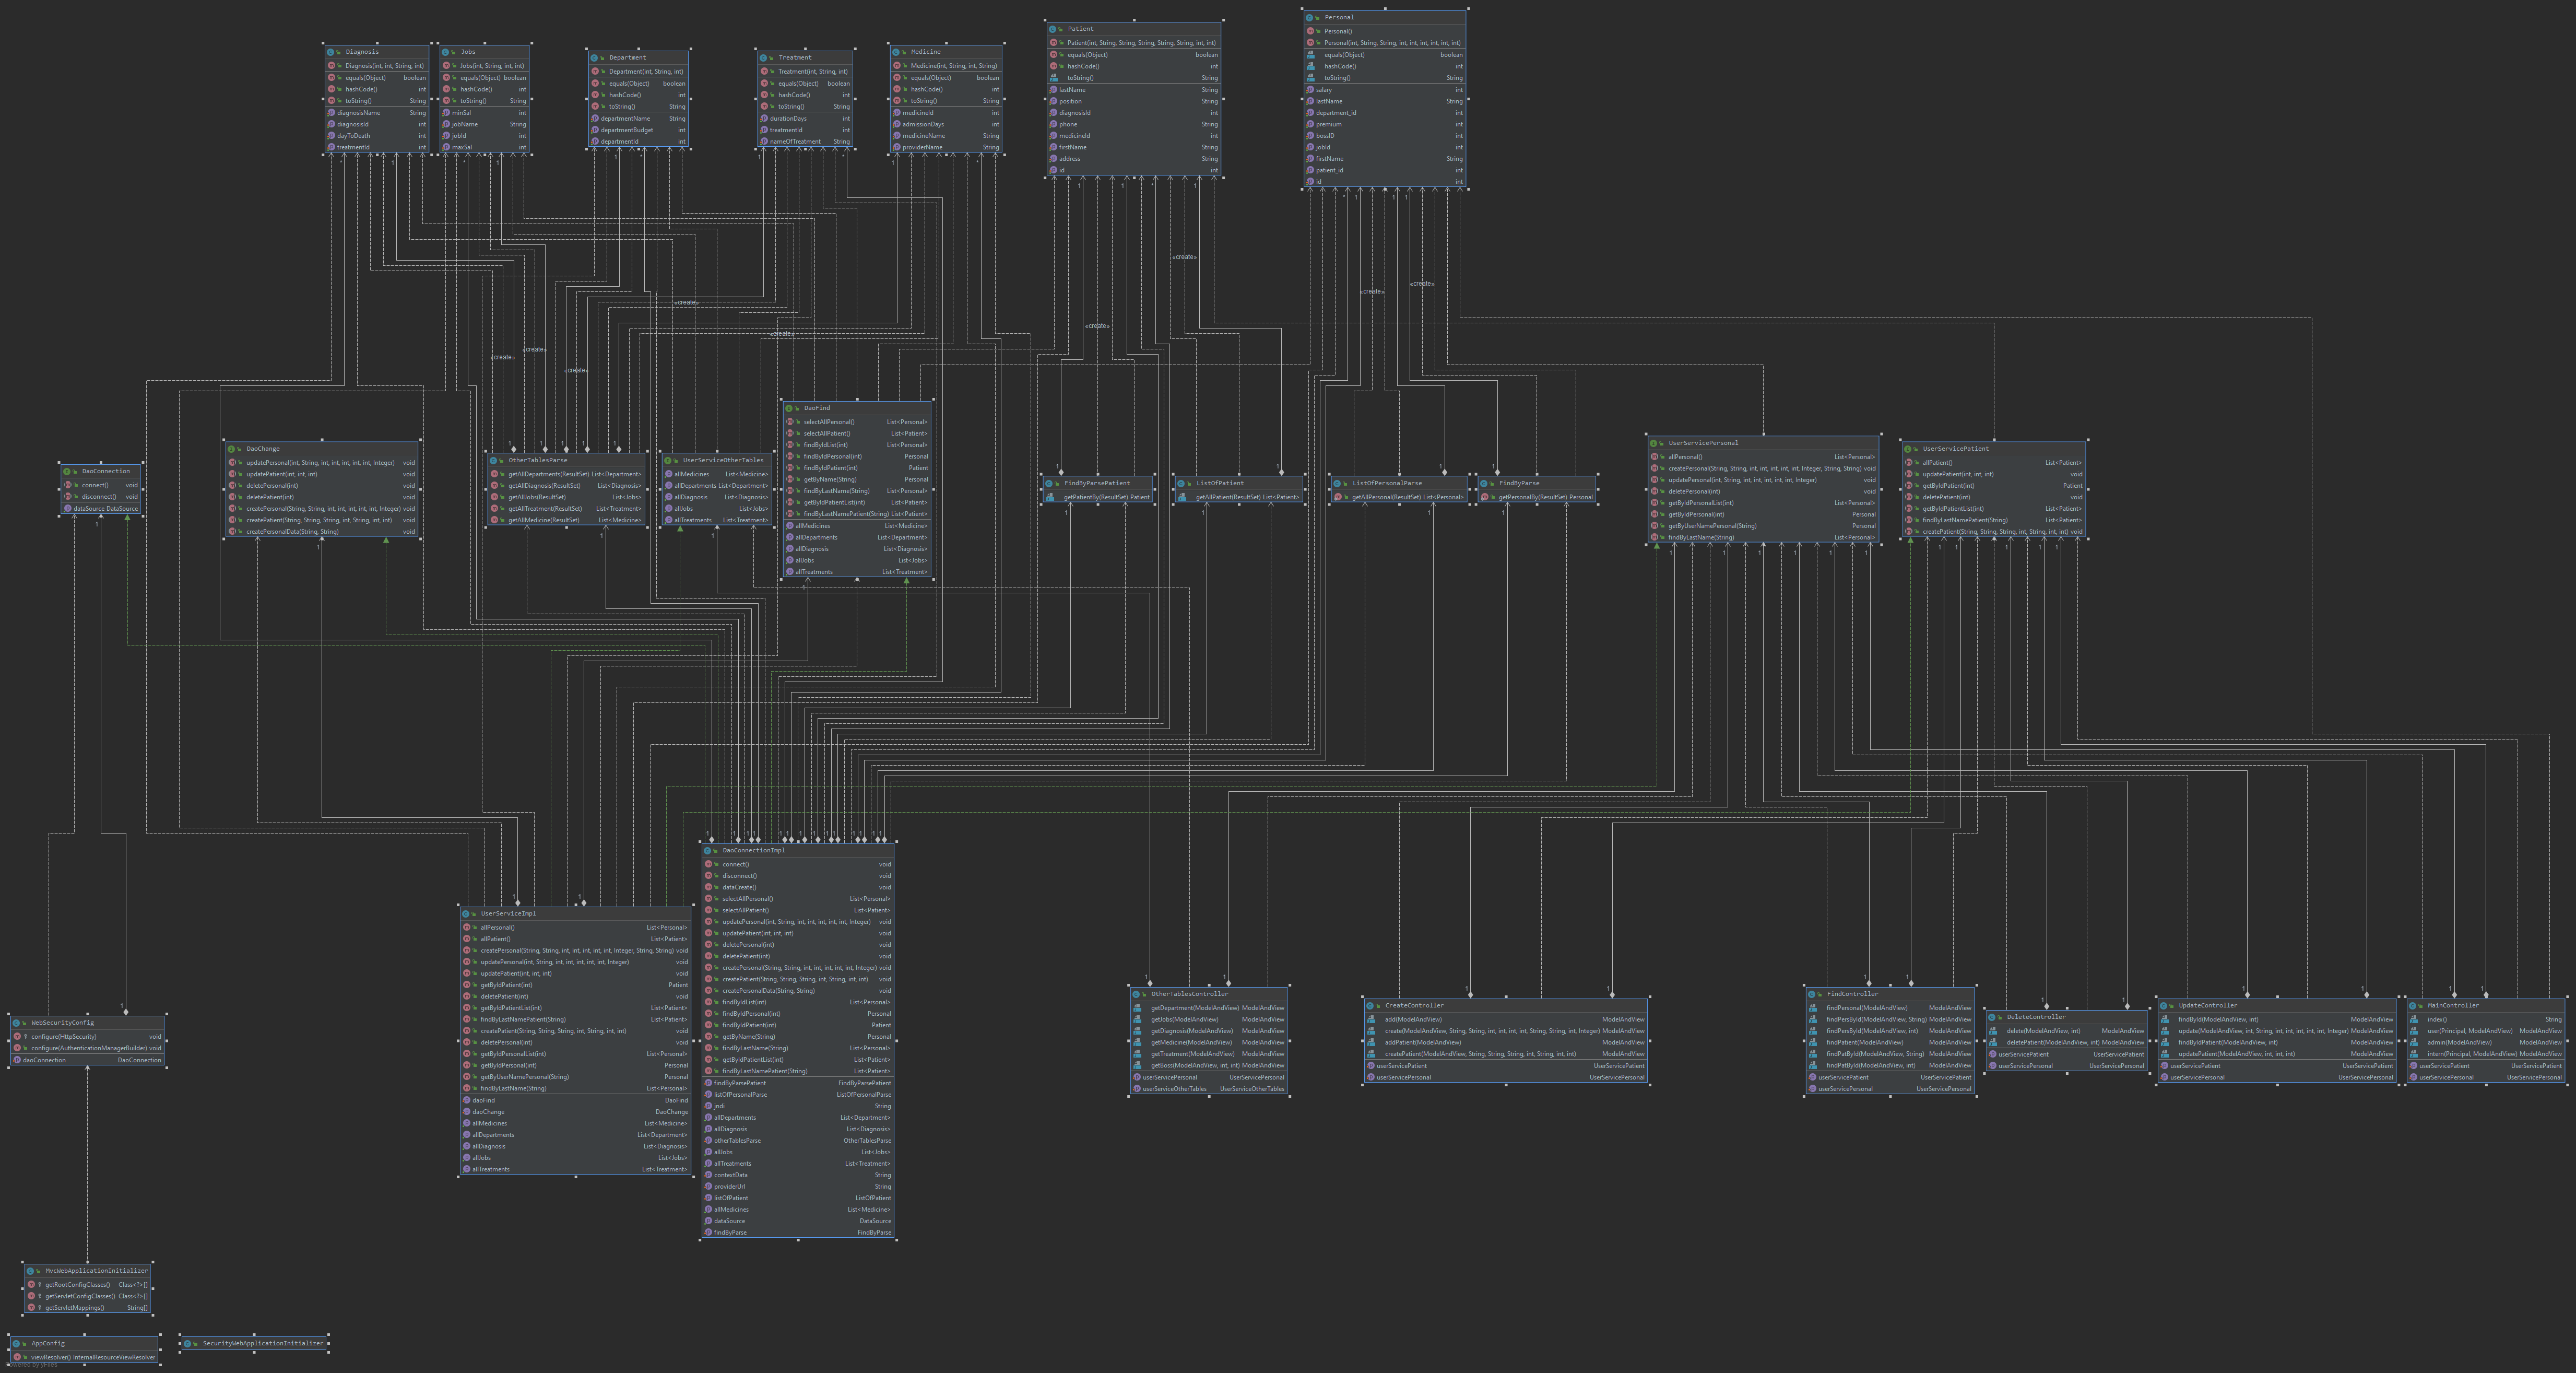 Diagnosis
Diagnosis(int, int, String, int)
equals(Object) boolean
hashCode() int
toString() String
diagnosisName String
diagnosisId int
dayToDeath int
treatmentId int
Jobs
Jobs(int, String, int, int)
equals(Object) boolean
hashCode() int
toString() String
minSal int
jobName String
jobId int
maxSal int
Department
Department(int, String, int)
equals(Object) boolean
hashCode() int
toString() String
departmentName String
departmentBudget int
departmentId int
Treatment
Treatment(int, String, int)
equals(Object) boolean
hashCode() int
toString() String
durationDays int
treatmentId int
nameOfTreatment String
Medicine
Medicine(int, String, int, String)
equals(Object) boolean
hashCode() int
toString() String
medicineId int
admissionDays int
medicineName String
providerName String
Patient
Patient(int, String, String, String, String, String, int, int)
equals(Object) boolean
hashCode() int
toString() String
lastName String
position String
diagnosisId int
phone String
medicineId int
firstName String
address String
id int
Personal
Personal()
Personal(int, String, String, int, int, int, int, int, int)
equals(Object) boolean
hashCode() int
toString() String
salary int
lastName String
department_id int
premium int
bossID int
jobId int
firstName String
patient_id int
id int
«create»
«create»
«create»
«create»
«create»
«create»
«create»
«create»
«create»
DaoConnection
connect() void
disconnect() void
dataSource DataSource
DaoChange
updatePersonal(int, String, int, int, int, int, int, Integer) void
updatePatient(int, int, int) void
deletePersonal(int) void
deletePatient(int) void
createPersonal(String, String, int, int, int, int, int, Integer) void
createPatient(String, String, String, int, String, int, int) void
createPersonalData(String, String) void
OtherTablesParse
getAllDepartments(ResultSet) List<Department>
getAllDiagnosis(ResultSet) List<Diagnosis>
getAllJobs(ResultSet) List<Jobs>
getAllTreatment(ResultSet) List<Treatment>
getAllMedicine(ResultSet) List<Medicine>
UserServiceOtherTables
allMedicines List<Medicine>
allDepartments List<Department>
allDiagnosis List<Diagnosis>
allJobs List<Jobs>
allTreatments List<Treatment>
DaoFind
selectAllPersonal() List<Personal>
selectAllPatient() List<Patient>
findByIdList(int) List<Personal>
findByIdPersonal(int) Personal
findByIdPatient(int) Patient
getByName(String) Personal
findByLastName(String) List<Personal>
getByIdPatientList(int) List<Patient>
findByLastNamePatient(String) List<Patient>
allMedicines List<Medicine>
allDepartments List<Department>
allDiagnosis List<Diagnosis>
allJobs List<Jobs>
allTreatments List<Treatment>
FindByParsePatient
getPatientBy(ResultSet) Patient
ListOfPatient
getAllPatient(ResultSet) List<Patient>
ListOfPersonalParse
getAllPersonal(ResultSet) List<Personal>
FindByParse
getPersonalBy(ResultSet) Personal
UserServicePersonal
allPersonal() List<Personal>
createPersonal(String, String, int, int, int, int, int, Integer, String, String) void
updatePersonal(int, String, int, int, int, int, int, Integer) void
deletePersonal(int) void
getByIdPersonalList(int) List<Personal>
getByIdPersonal(int) Personal
getByUserNamePersonal(String) Personal
findByLastName(String) List<Personal>
UserServicePatient
allPatient() List<Patient>
updatePatient(int, int, int) void
getByIdPatient(int) Patient
deletePatient(int) void
getByIdPatientList(int) List<Patient>
findByLastNamePatient(String) List<Patient>
createPatient(String, String, String, int, String, int, int) void
DaoConnectionImpl
connect() void
disconnect() void
dataCreate() void
selectAllPersonal() List<Personal>
selectAllPatient() List<Patient>
updatePersonal(int, String, int, int, int, int, int, Integer) void
updatePatient(int, int, int) void
deletePersonal(int) void
deletePatient(int) void
createPersonal(String, String, int, int, int, int, int, Integer) void
createPatient(String, String, String, int, String, int, int) void
createPersonalData(String, String) void
findByIdList(int) List<Personal>
findByIdPersonal(int) Personal
findByIdPatient(int) Patient
getByName(String) Personal
findByLastName(String) List<Personal>
getByIdPatientList(int) List<Patient>
findByLastNamePatient(String) List<Patient>
findByParsePatient FindByParsePatient
listOfPersonalParse ListOfPersonalParse
jndi String
allDepartments List<Department>
allDiagnosis List<Diagnosis>
otherTablesParse OtherTablesParse
allJobs List<Jobs>
allTreatments List<Treatment>
contextData String
providerUrl String
listOfPatient ListOfPatient
allMedicines List<Medicine>
dataSource DataSource
findByParse FindByParse
UserServiceImpl
allPersonal() List<Personal>
allPatient() List<Patient>
createPersonal(String, String, int, int, int, int, int, Integer, String, String) void
updatePersonal(int, String, int, int, int, int, int, Integer) void
updatePatient(int, int, int) void
getByIdPatient(int) Patient
deletePatient(int) void
getByIdPatientList(int) List<Patient>
findByLastNamePatient(String) List<Patient>
createPatient(String, String, String, int, String, int, int) void
deletePersonal(int) void
getByIdPersonalList(int) List<Personal>
getByIdPersonal(int) Personal
getByUserNamePersonal(String) Personal
findByLastName(String) List<Personal>
daoFind DaoFind
daoChange DaoChange
allMedicines List<Medicine>
allDepartments List<Department>
allDiagnosis List<Diagnosis>
allJobs List<Jobs>
allTreatments List<Treatment>
OtherTablesController
getDepartment(ModelAndView) ModelAndView
getJobs(ModelAndView) ModelAndView
getDiagnosis(ModelAndView) ModelAndView
getMedicine(ModelAndView) ModelAndView
getTreatment(ModelAndView) ModelAndView
getBoss(ModelAndView, int, int) ModelAndView
userServicePersonal UserServicePersonal
userServiceOtherTables UserServiceOtherTables
CreateController
add(ModelAndView) ModelAndView
create(ModelAndView, String, String, int, int, int, int, String, String, int, Integer) ModelAndView
addPatient(ModelAndView) ModelAndView
createPatient(ModelAndView, String, String, String, int, String, int, int) ModelAndView
userServicePatient UserServicePatient
userServicePersonal UserServicePersonal
FindController
findPersonal(ModelAndView) ModelAndView
findPersById(ModelAndView, String) ModelAndView
findPersById(ModelAndView, int) ModelAndView
findPatient(ModelAndView) ModelAndView
findPatById(ModelAndView, String) ModelAndView
findPatById(ModelAndView, int) ModelAndView
userServicePatient UserServicePatient
userServicePersonal UserServicePersonal
DeleteController
delete(ModelAndView, int) ModelAndView
deletePatient(ModelAndView, int) ModelAndView
userServicePatient UserServicePatient
userServicePersonal UserServicePersonal
UpdateController
findById(ModelAndView, int) ModelAndView
update(ModelAndView, int, String, int, int, int, int, int, Integer) ModelAndView
findByIdPatient(ModelAndView, int) ModelAndView
updatePatient(ModelAndView, int, int, int) ModelAndView
userServicePatient UserServicePatient
userServicePersonal UserServicePersonal
MainController
index() String
user(Principal, ModelAndView) ModelAndView
admin(ModelAndView) ModelAndView
intern(Principal, ModelAndView) ModelAndView
userServicePatient UserServicePatient
userServicePersonal UserServicePersonal
WebSecurityConfig
configure(HttpSecurity) void
configure(AuthenticationManagerBuilder) void
daoConnection DaoConnection
MvcWebApplicationInitializer
getRootConfigClasses() Class<?>[]
getServletConfigClasses() Class<?>[]
getServletMappings() String[]
AppConfig
viewResolver() InternalResourceViewResolver
SecurityWebApplicationInitializer
Powered by yFiles